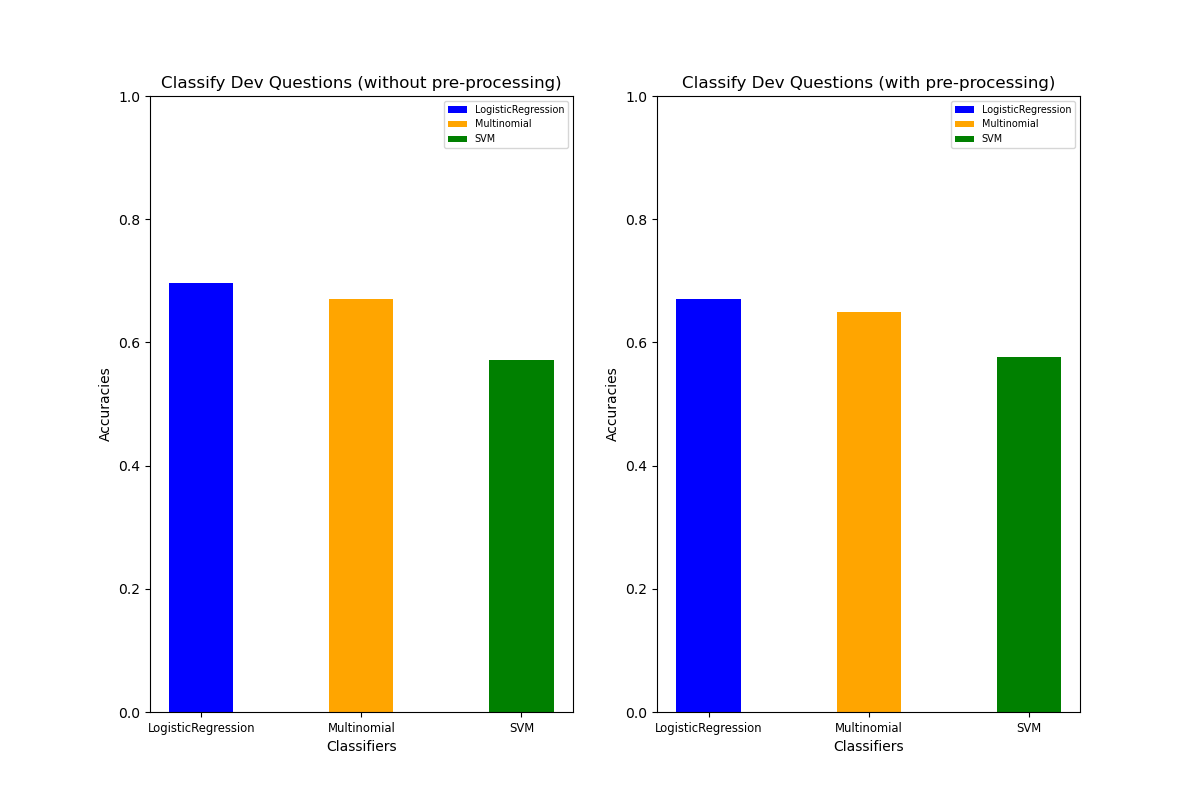 Classify Dev Questions (without pre-processing)
1.0
0.8
0.6
0.4
0.2
0.0
Accuracies
LogisticRegression
Multinomial
SVM
LogisticRegression
Multinomial
SVM
Classifiers
Classify Dev Questions (with pre-processing)
1.0
0.8
0.6
0.4
0.2
0.0
Accuracies
LogisticRegression
Multinomial
SVM
LogisticRegression
Multinomial
SVM
Classifiers